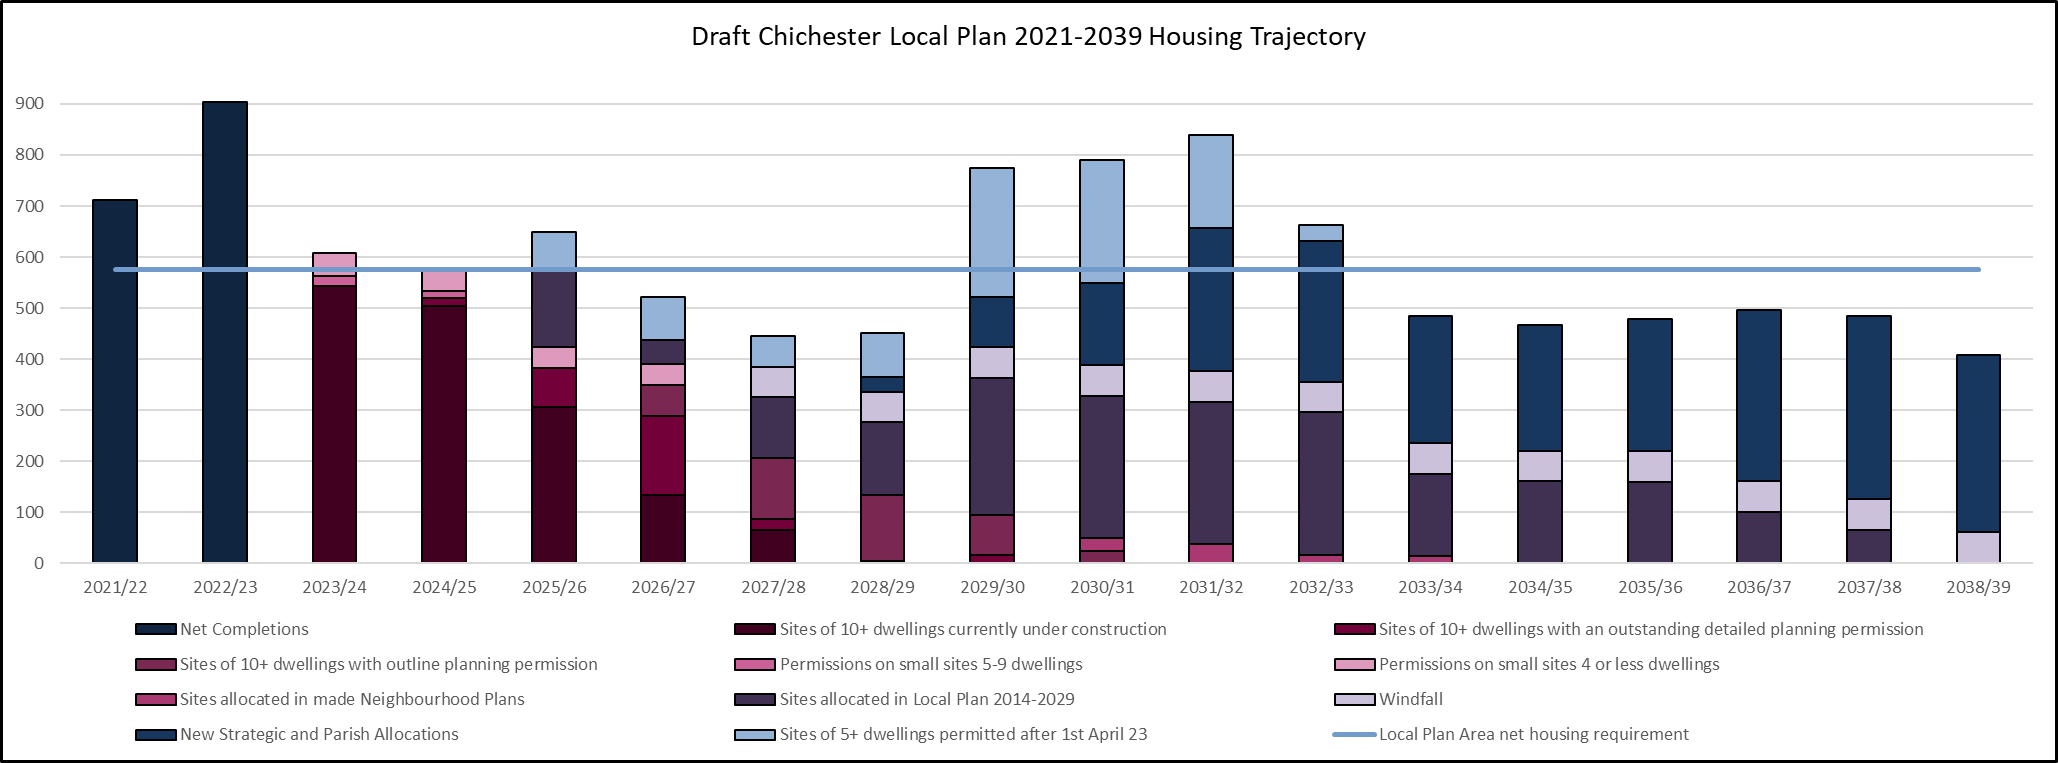 Draft Chichester Local Plan 2021-2039 Housing Trajectory
900
800
700
600
500
400
300
200
100
0
2021/22 2022/23 2023/24 2024/25 2025/26 2026/27 2027/28 2028/29 2029/30 2030/31 2031/32 2032/33 2033/34 2034/35 2035/36 2036/37 2037/38 2038/39
Net Completions Sites of 10+ dwellings currently under construction Sites of 10+ dwellings with an outstanding detailed planning permission
Sites of 10+ dwellings with outline planning permission Permissions on small sites 5-9 dwellings Permissions on small sites 4 or less dwellings
Sites allocated in made Neighbourhood Plans Sites allocated in Local Plan 2014-2029 Windfall
New Strategic and Parish Allocations Sites of 5+ dwellings permitted after 1st April 23 Local Plan Area net housing requirement